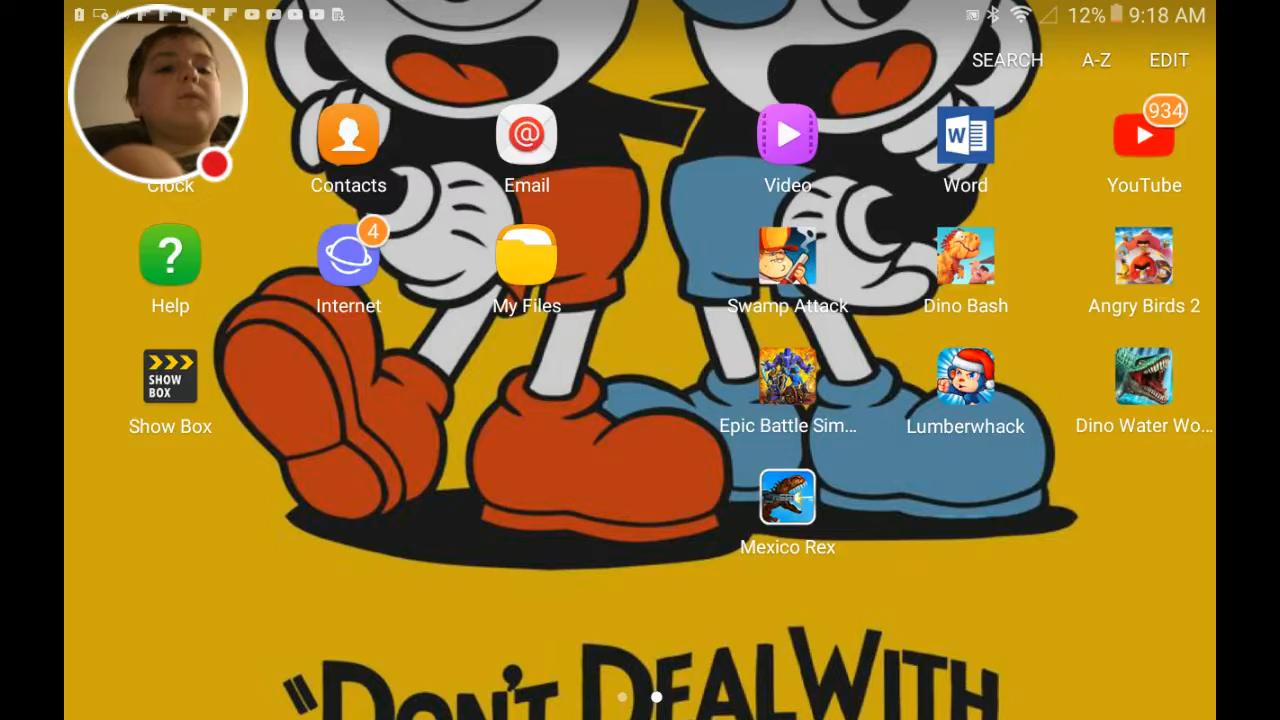 12% 9:18 AM
SEARCH A-Z EDIT
934
@
W
Clock Contacts Email Video Word YouTube
4
?
Help Internet My Files Swamp Attack Dino Bash Angry Birds 2
SHOW
BOX
Show Box Epic Battle Sim... Lumberwhack Dino Water Wo...
Mexico Rex
"DON'T DEAL WITH